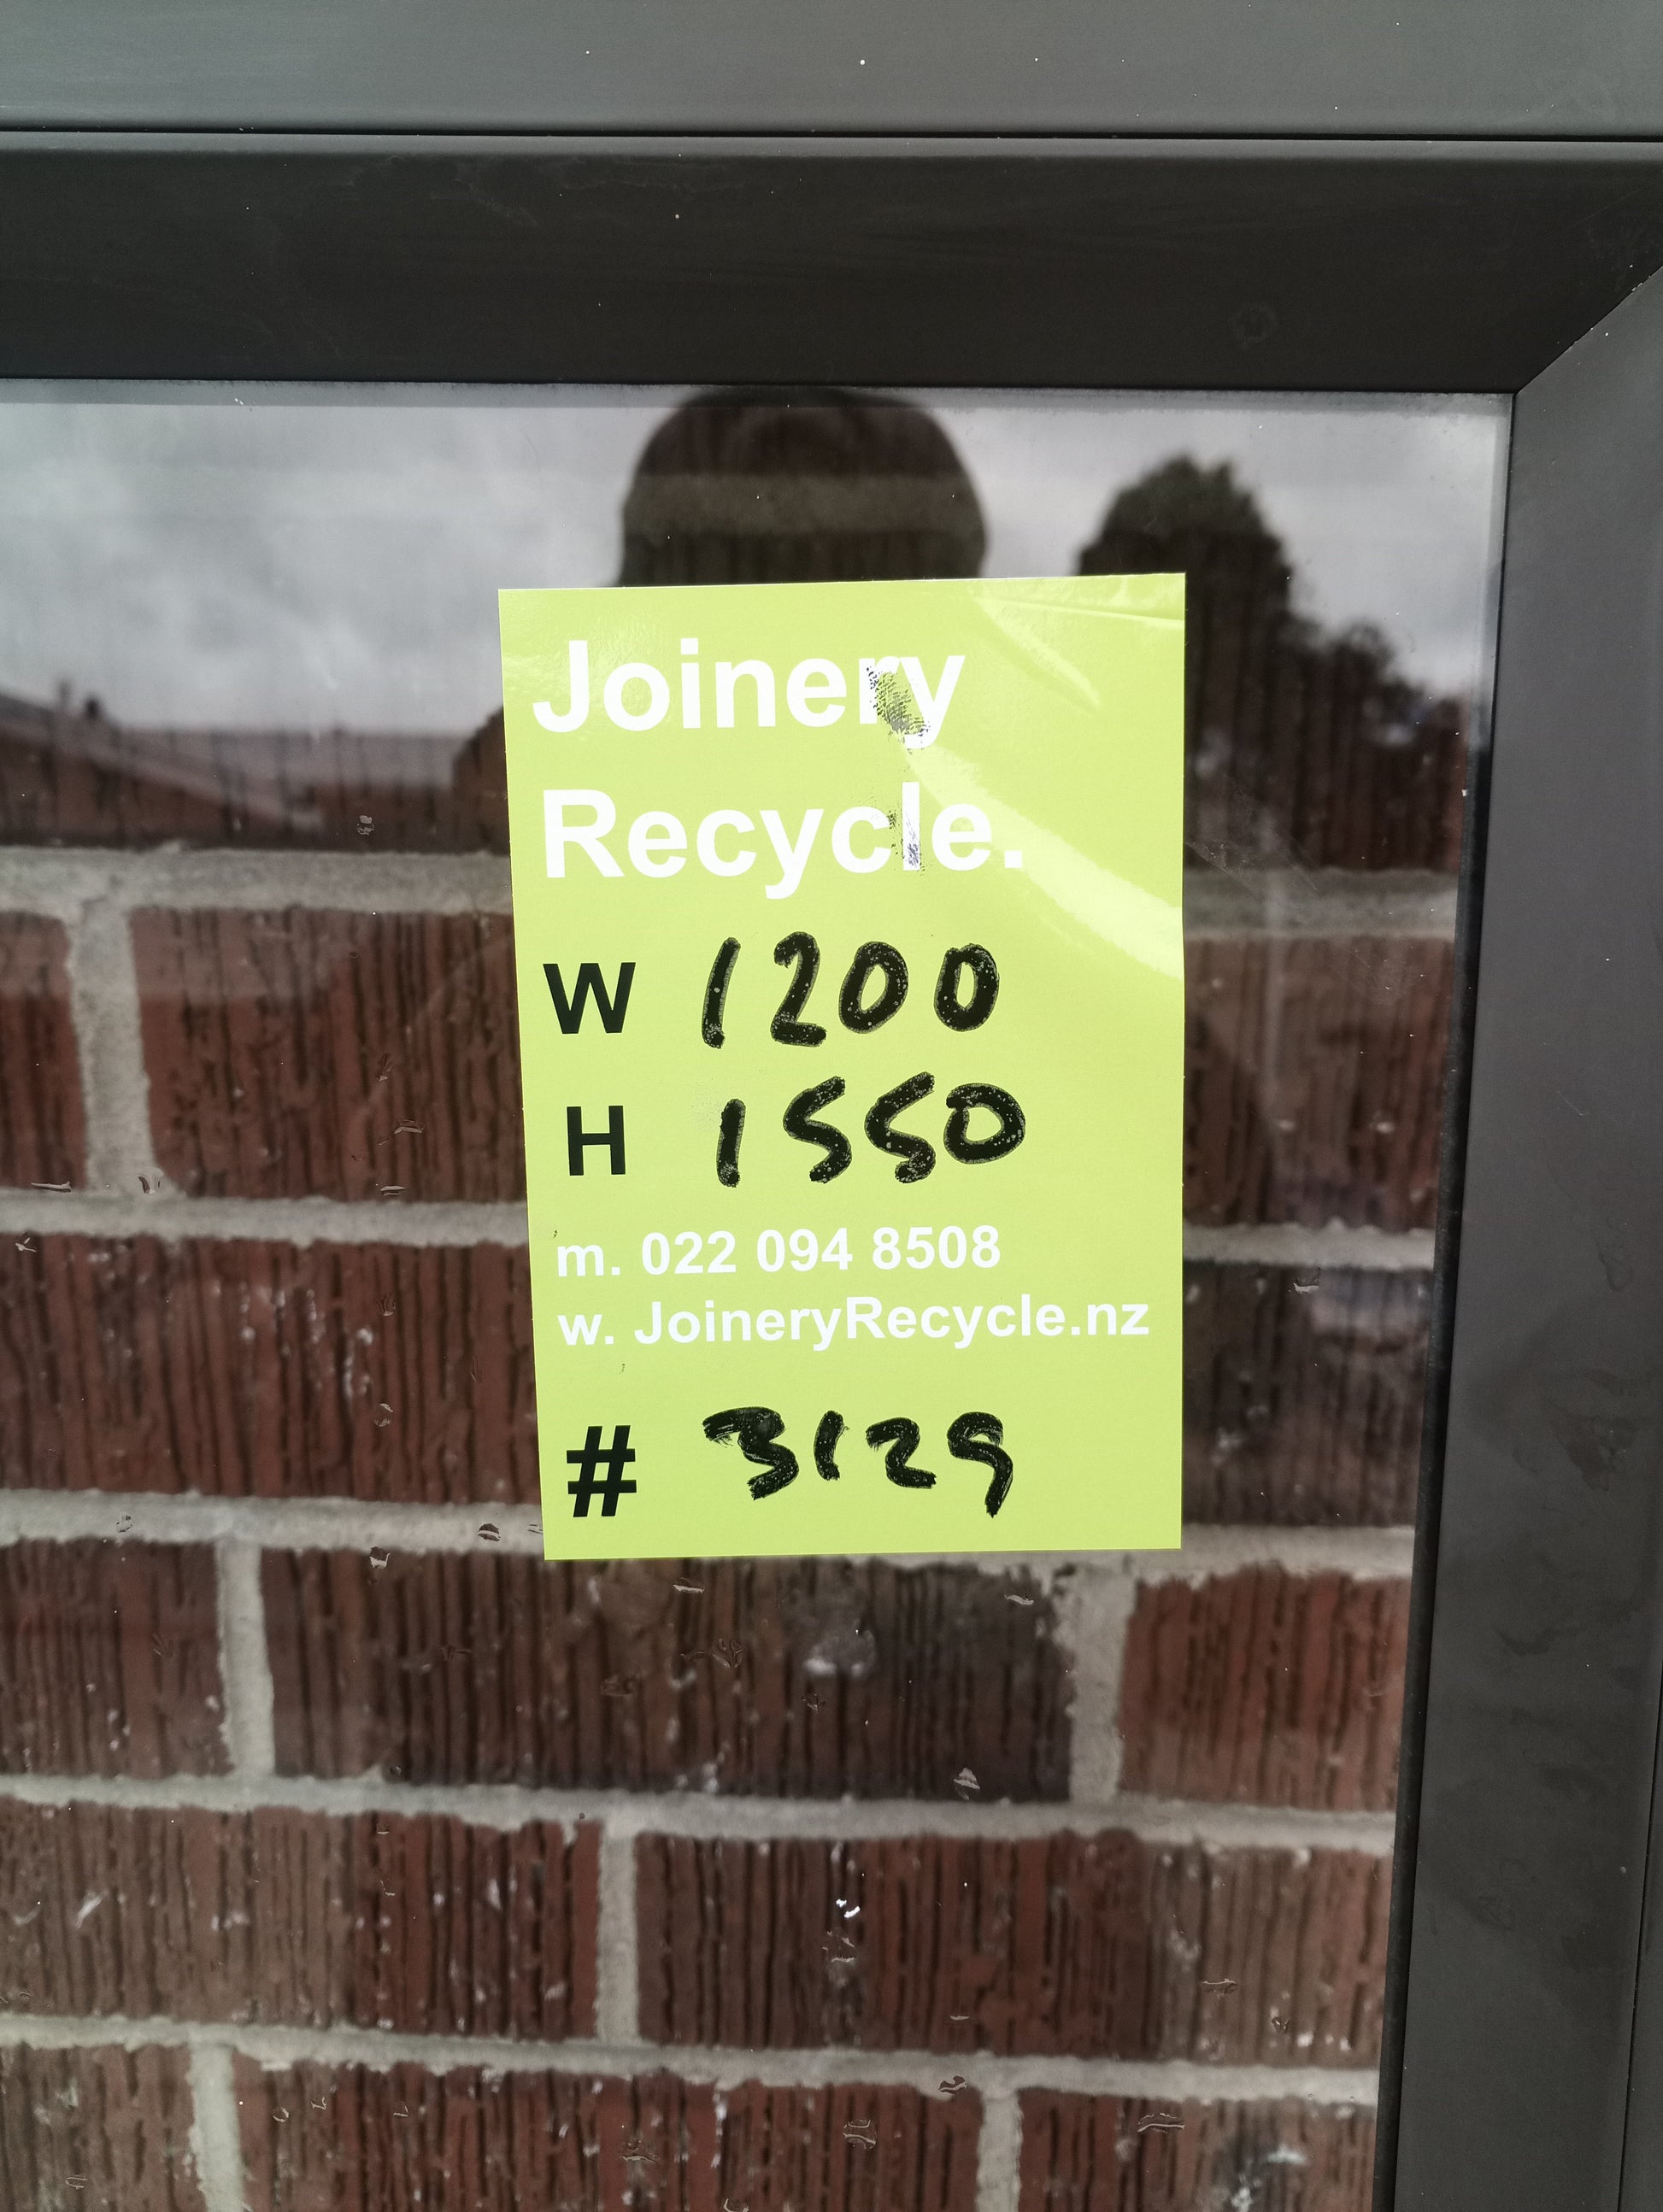 Joinery
Recycle.
W 1200
H 1550
m. 022 094 8508
w. JoineryRecycle.nz
# 3129